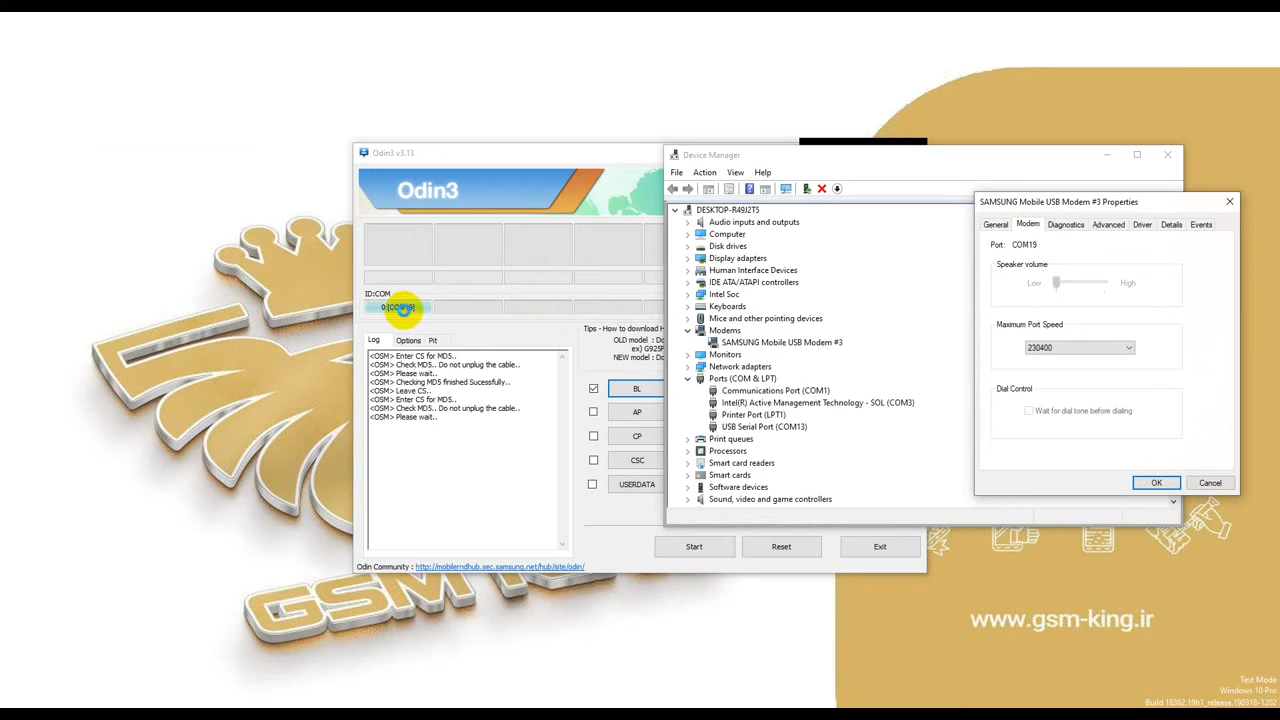 Odin3 v3.13
Odin3
ID:COM
Log
Options
Pit
<OSM> Enter CS for MD5..
<OSM> Check MD5.. Do not unplug the cable..
<OSM> Please wait..
<OSM> Checking MD5 finished Sucessfully..
<OSM> Leave CS..
<OSM> Enter CS for MD5..
<OSM> Check MD5.. Do not unplug the cable..
<OSM> Please wait..
Tips - How to download
OLD model :
ex) G925F
NEW model :
BL
AP
CP
CSC
USERDATA
Start
Reset
Exit
Odin Community : http://mobilerndhub.sec.samsung.net/hub/site/odin/
Device Manager
File Action View Help
DESKTOP-R49J2T5
Audio inputs and outputs
Computer
Disk drives
Display adapters
Human Interface Devices
IDE ATA/ATAPI controllers
Intel Soc
Keyboards
Mice and other pointing devices
Modems
SAMSUNG Mobile USB Modem #3
Monitors
Network adapters
Ports (COM & LPT)
Communications Port (COM1)
Intel(R) Active Management Technology - SOL (COM3)
Printer Port (LPT1)
USB Serial Port (COM13)
Print queues
Processors
Smart card readers
Smart cards
Software devices
Sound, video and game controllers
SAMSUNG Mobile USB Modem #3 Properties
General Modem Diagnostics Advanced Driver Details Events
Port: COM19
Speaker volume
Low High
Maximum Port Speed
230400
Dial Control
Wait for dial tone before dialing
OK Cancel
GSM
www.gsm-king.ir
Test Mode
Windows 10 Pro
Build 18362.19h1_release.190318-1202